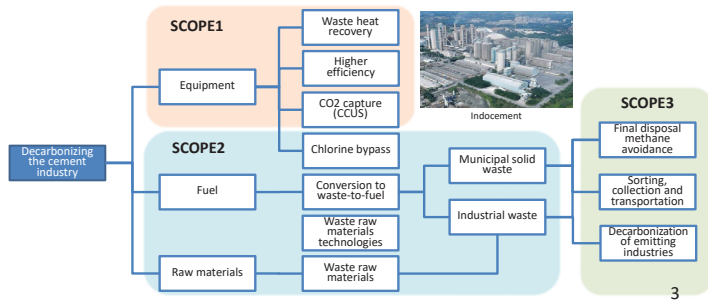 SCOPE1
Waste heat
recovery
Higher
efficiency
Equipment
CO2 capture
(CCUS)
Indocement
SCOPE3
Decarbonizing
the cement
industry
SCOPE2
Chlorine bypass
Municipal solid
waste
Final disposal
methane
avoidance
Fuel
Conversion to
waste-to-fuel
Industrial waste
Sorting,
collection and
transportation
Waste raw
materials
technologies
Decarbonization
of emitting
industries
Raw materials
Waste raw
materials
3